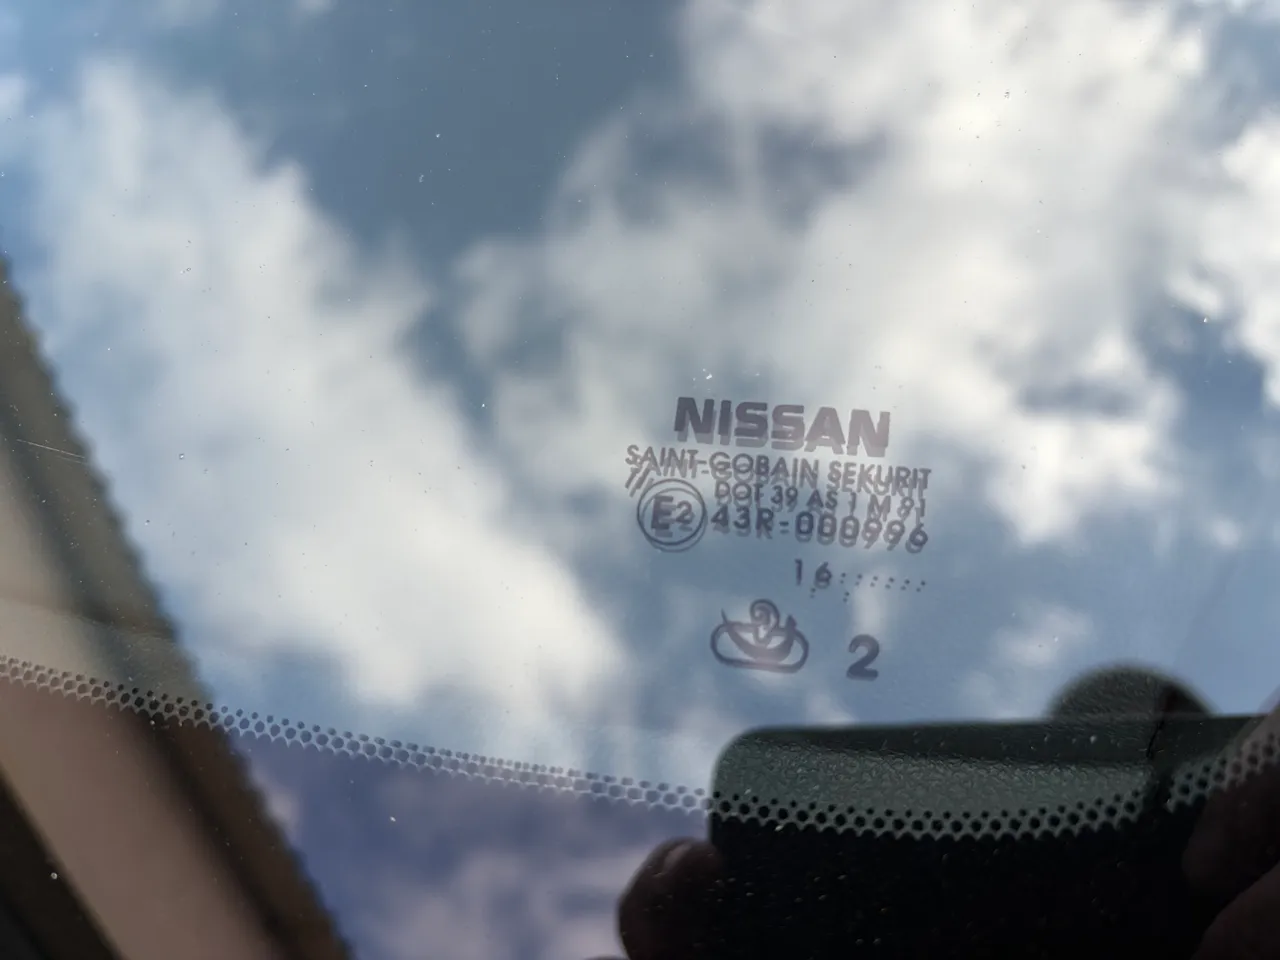 NISSAN
SAINT-GOBAIN SEKURIT
E2
DOT 39 AS 1 M 91
43R-000996
16
2